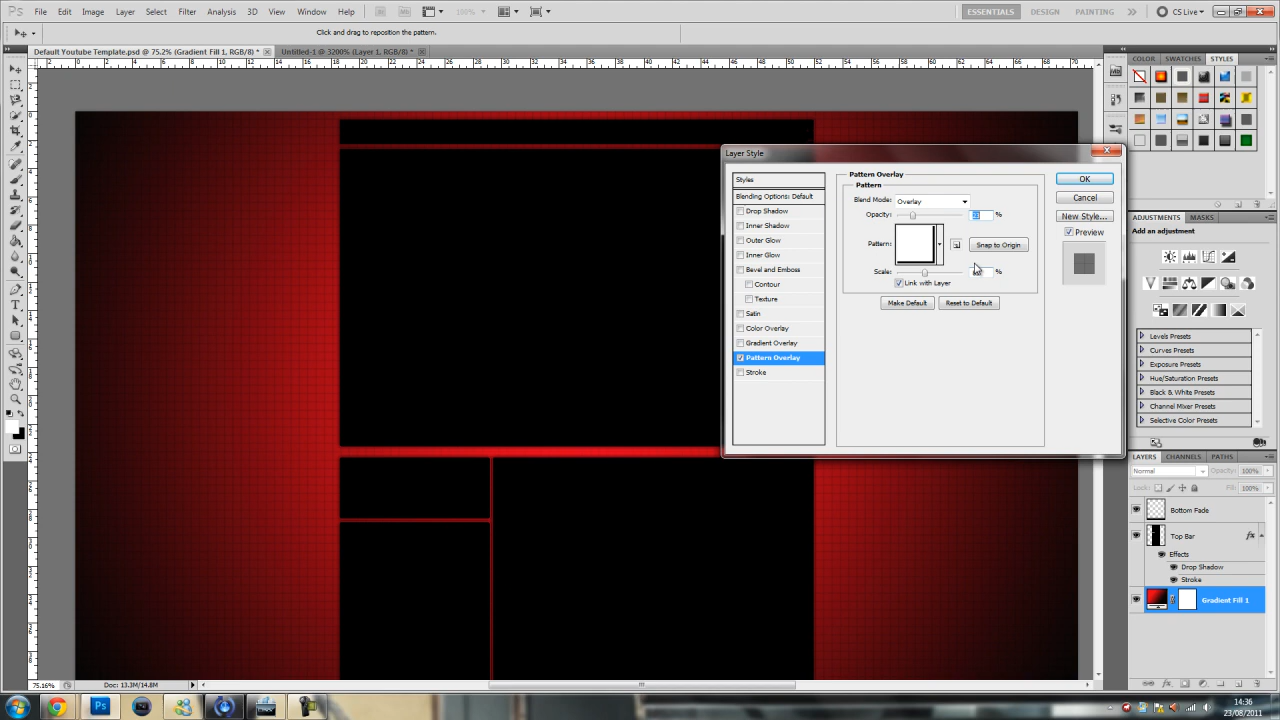 Ps File Edit Image Layer Select Filter Analysis 3D View Window Help 100% ESSENTIALS DESIGN PAINTING CS Live
Click and drag to reposition the pattern.
Default Youtube Template.psd @ 75.2% (Gradient Fill 1, RGB/8) * Untitled-1 @ 3200% (Layer 1, RGB/8) *
COLOR SWATCHES STYLES
Layer Style
Styles
Blending Options: Default
Drop Shadow
Inner Shadow
Outer Glow
Inner Glow
Bevel and Emboss
Contour
Texture
Satin
Color Overlay
Gradient Overlay
Pattern Overlay
Stroke
Pattern Overlay
Pattern
Blend Mode: Overlay
Opacity: %
Pattern: Snap to Origin
Scale: %
Link with Layer
Make Default Reset to Default
OK
Cancel
New Style...
Preview
ADJUSTMENTS MASKS
Add an adjustment
Levels Presets
Curves Presets
Exposure Presets
Hue/Saturation Presets
Black & White Presets
Channel Mixer Presets
Selective Color Presets
LAYERS CHANNELS PATHS
Normal Opacity: 100%
Lock: Fill: 100%
Bottom Fade
Top Bar fx
Effects
Drop Shadow
Stroke
Gradient Fill 1
75.16% Doc: 13.3M/14.8M
14:36
23/08/2011